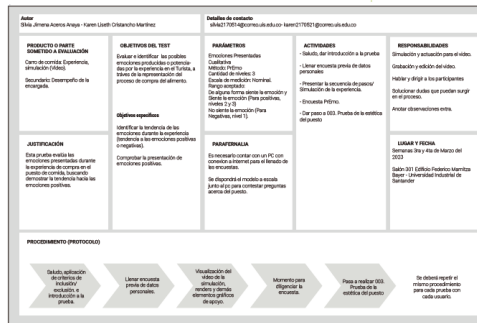 Autor
Silvia Jimena Aceros Anaya - Karen Liseth Cristancho Martínez
Detalles de contacto
silvia2170514@correo.uis.edu.co- karen2170521@correo.uis.edu.co
PRODUCTO O PARTE
SOMETIDO A EVALUACIÓN
Carro de comida: Experiencia,
simulación (Video).
Secundario: Desempeño de la
encargada.
OBJETIVOS DEL TEST
Evaluar e identificar las posibles
emociones producidas o potencia-
das por la experiencia en el Turista, a
través de la representación del
proceso de compra del alimento.
Objetivos específicos
Identificar la tendencia de las
emociones durante la experiencia
(tendencia a las emociones positivas
o negativas).
Comprobar la presentación de
emociones positivas.
PARÁMETROS
Emociones Presentadas
Cualitativa
Método: PrEmo
Cantidad de niveles: 3
Escala de medición: Nominal.
Rango aceptado:
De alguna forma siente la emoción y
Siente la emoción (Para positivas,
niveles 2 y 3)
No siente la emoción (Para
Negativas, nivel 1).
ACTIVIDADES
- Saludo, dar introducción a la prueba
- Llenar encuesta previa de datos
personales
- Presentar la secuencia de pasos/
Simulación de la experiencia.
- Encuesta PrEmo.
- Dar paso a 003. Prueba de la estética
del puesto
RESPONSABILIDADES
Simulación y actuación para el video.
Grabación y edición del video.
Hablar y dirigir a los participantes
Solucionar dudas que puedan surgir
en el proceso.
Anotar observaciones extra.
JUSTIFICACIÓN
Esta prueba evalúa las
emociones presentadas durante
la experiencia de compra en el
puesto de comida, buscando
demostrar la tendencia hacia las
emociones positivas.
PARAFERNALIA
Es necesario contar con un PC con
conexion a internet para el llenado de
las encuestas.
Se dispondrá el modelo a escala
junto al pc para contestar preguntas
acerca del puesto.
LUGAR Y FECHA
Semanas 3ra y 4ta de Marzo del
2023
Salón 301 Edificio Federico Mamitza
Bayer - Universidad Industrial de
Santander
PROCEDIMIENTO (PROTOCOLO)
Saludo, aplicación
de criterios de
inclusión/
exclusión. e
introducción a la
prueba.
Llenar encuesta
previa de datos
personales.
Visualización del
video de la
simulación,
renders y demás
elementos gráficos
de apoyo.
Momento para
diligenciar la
encuesta.
Pasa a realizar 003.
Prueba de la
estética del puesto
Se deberá repetir el
mismo procedimiento
para cada prueba con
cada usuario.